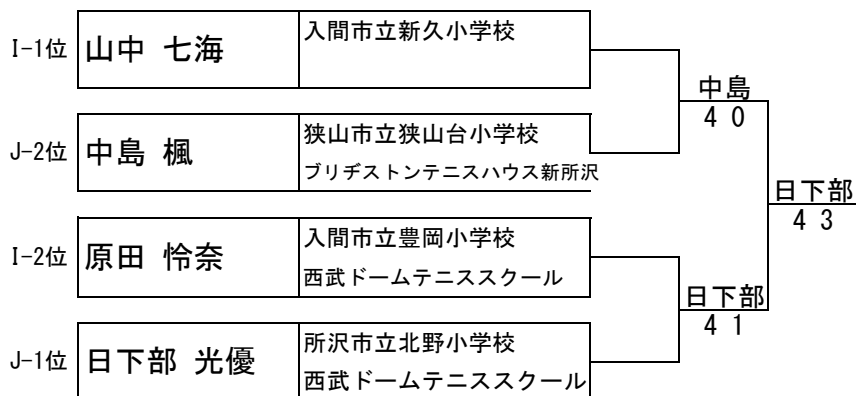 I-1位 山中 七海 入間市立新久小学校
中島
4 0
J-2位 中島 楓 狭山市立狭山台小学校
ブリヂストンテニスハウス新所沢
日下部
4 3
I-2位 原田 怜奈 入間市立豊岡小学校
西武ドームテニススクール
日下部
4 1
J-1位 日下部 光優 所沢市立北野小学校
西武ドームテニススクール